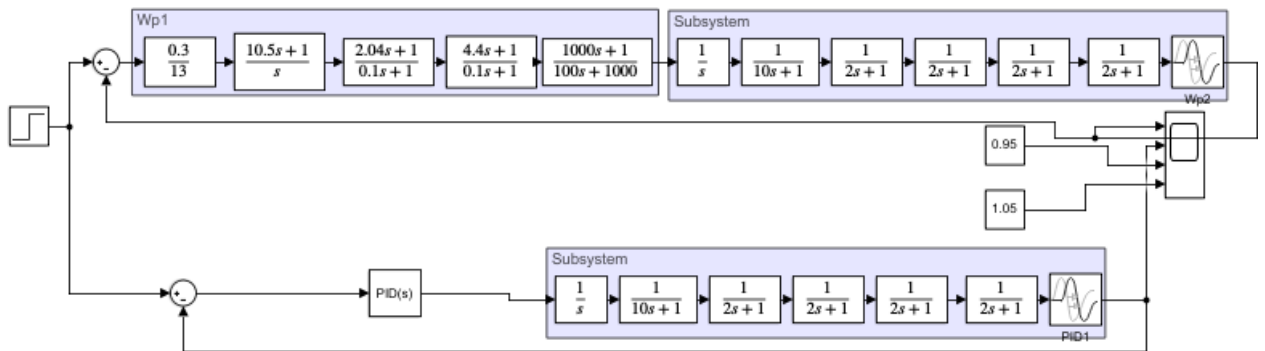 Wp1
Subsystem
+
-
0.3
13
10.5s + 1
s
2.04s + 1
0.1s + 1
4.4s + 1
0.1s + 1
1000s + 1
100s + 1000
1
s
1
10s + 1
1
2s + 1
1
2s + 1
1
2s + 1
1
2s + 1
Wp2
0.95
1.05
Subsystem
+
-
PID(s)
1
s
1
10s + 1
1
2s + 1
1
2s + 1
1
2s + 1
1
2s + 1
PID1